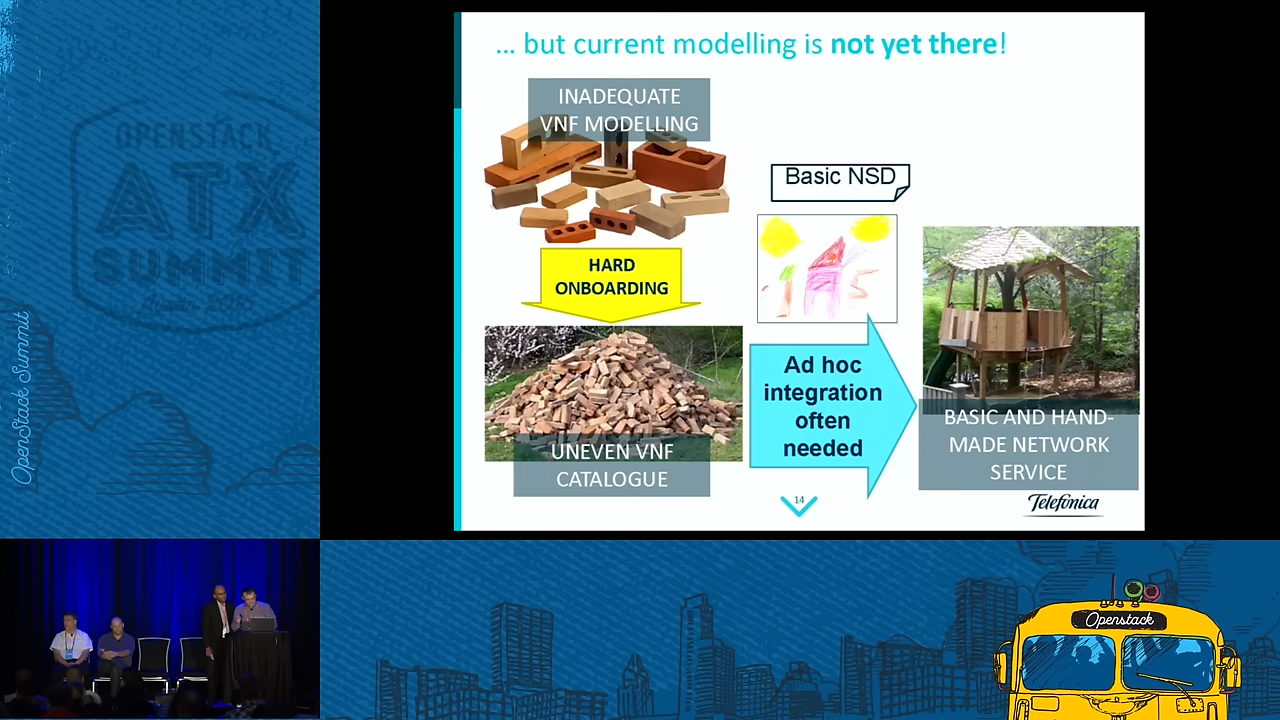 ... but current modelling is not yet there!
INADEQUATE
VNF MODELLING
Basic NSD
HARD
ONBOARDING
Ad hoc
integration
often
needed
UNEVEN VNF
CATALOGUE
BASIC AND HAND-
MADE NETWORK
SERVICE
14
Telefónica
OPENSTACK
ATX
SUMMIT
OpenStack Summit
Openstack